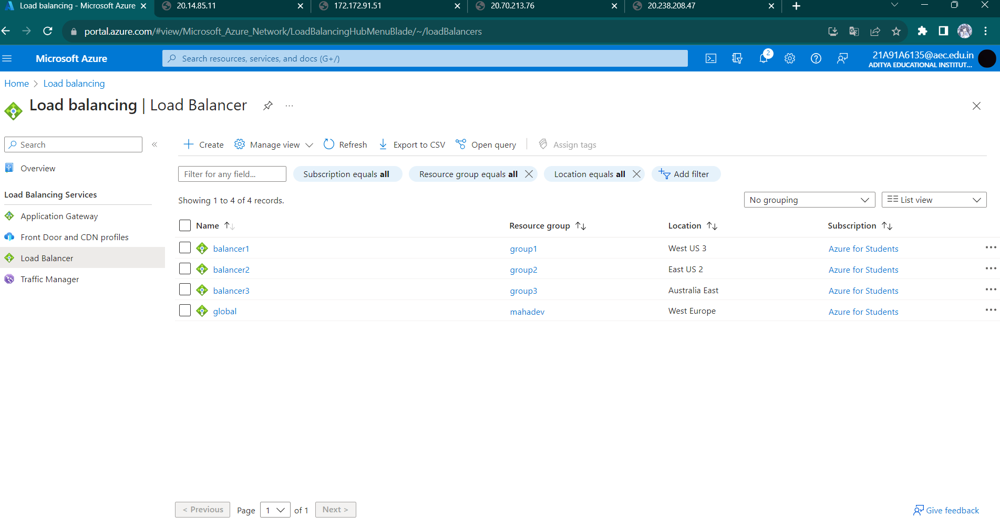 Load balancing - Microsoft Azure
20.14.85.11
172.172.91.51
20.70.213.76
20.238.208.47
portal.azure.com/#view/Microsoft_Azure_Network/LoadBalancingHubMenuBlade/~/loadBalancers
Microsoft Azure
Search resources, services, and docs (G+/)
2
21A91A6135@aec.edu.in
ADITYA EDUCATIONAL INSTITUT...
Home > Load balancing
Load balancing | Load Balancer
Search
Overview
Load Balancing Services
Application Gateway
Front Door and CDN profiles
Load Balancer
Traffic Manager
Create Manage view Refresh Export to CSV Open query Assign tags
Filter for any field... Subscription equals all Resource group equals all Location equals all Add filter
Showing 1 to 4 of 4 records. No grouping List view
Name Resource group Location Subscription
balancer1 group1 West US 3 Azure for Students
balancer2 group2 East US 2 Azure for Students
balancer3 group3 Australia East Azure for Students
global mahadev West Europe Azure for Students
< Previous Page 1 of 1 Next >
Give feedback